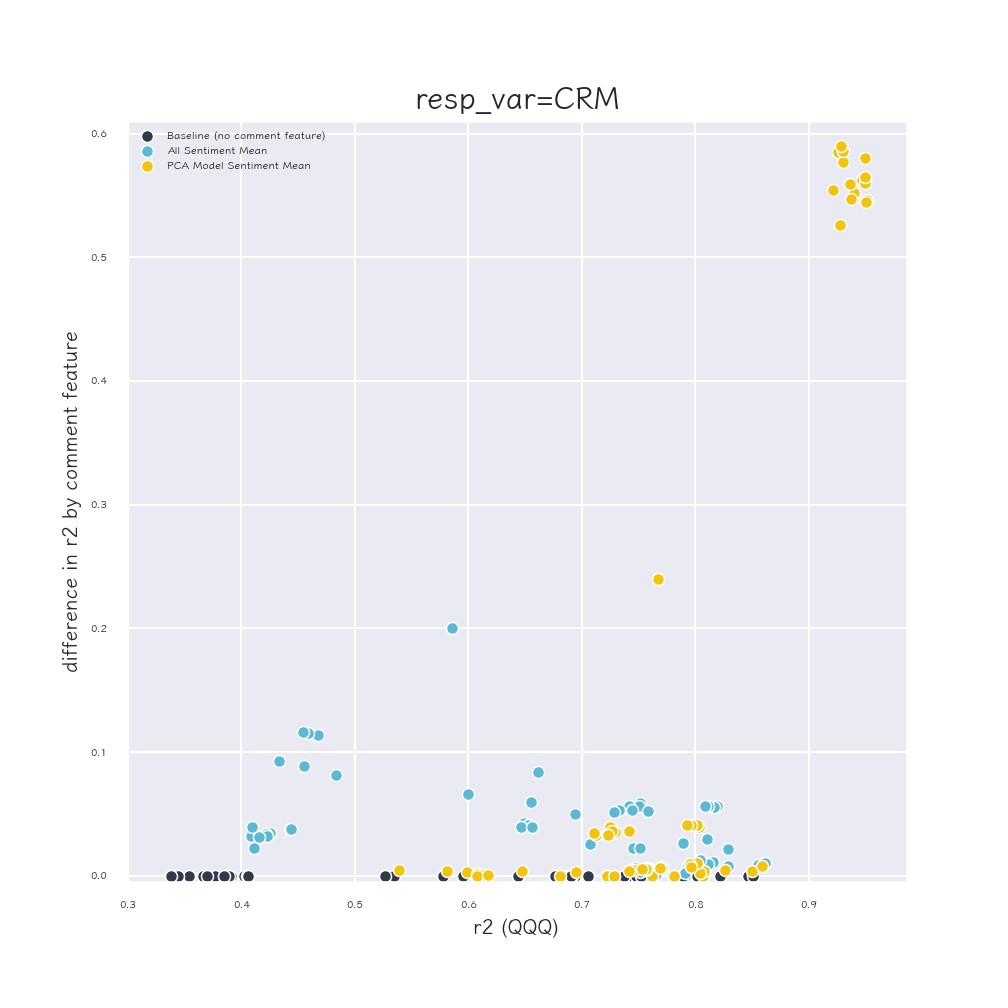 resp_var=CRM
Baseline (no comment feature)
All Sentiment Mean
PCA Model Sentiment Mean
difference in r2 by comment feature
0.6
0.5
0.4
0.3
0.2
0.1
0.0
0.3 0.4 0.5 0.6 0.7 0.8 0.9
r2 (QQQ)